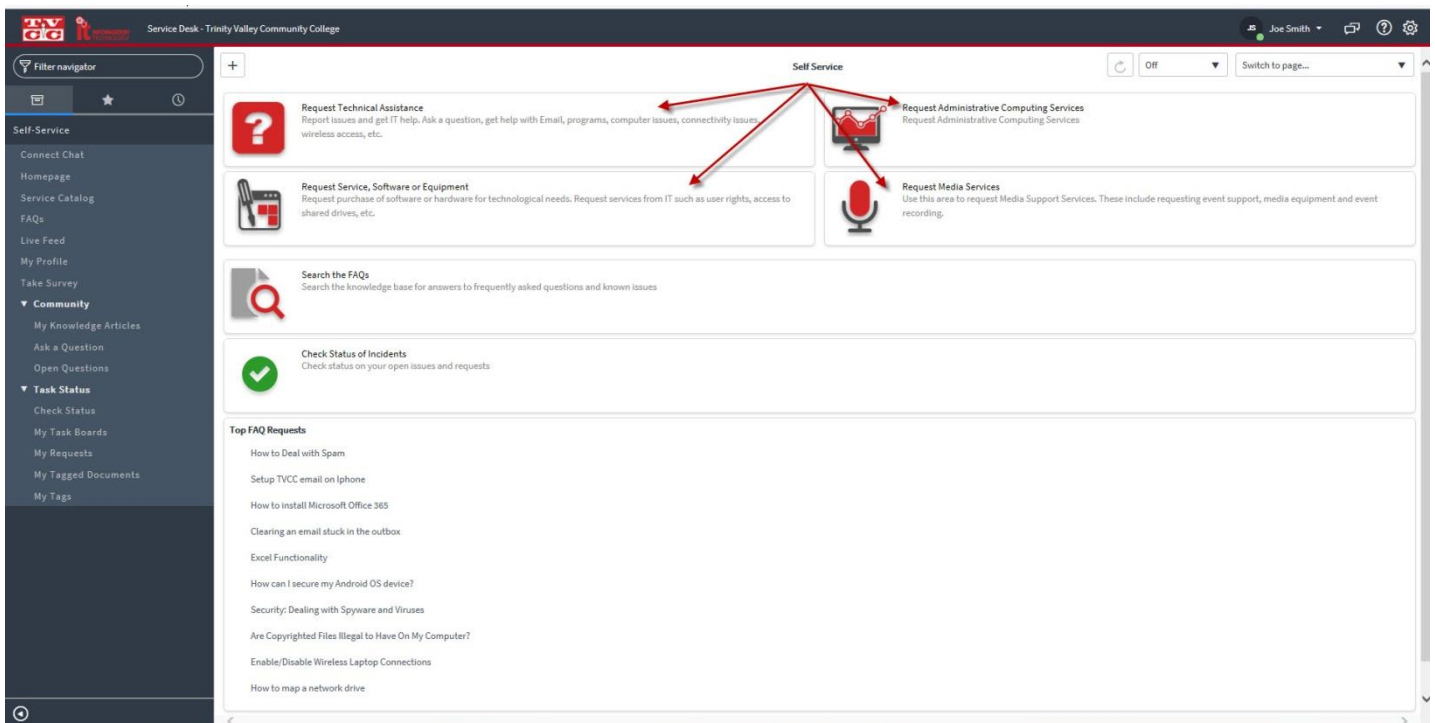 TVCC
it INFORMATION TECHNOLOGY
Service Desk - Trinity Valley Community College
JS
Joe Smith
Filter navigator
Self-Service
Connect Chat
Homepage
Service Catalog
FAQs
Live Feed
My Profile
Take Survey
Community
My Knowledge Articles
Ask a Question
Open Questions
Task Status
Check Status
My Task Boards
My Requests
My Tagged Documents
My Tags
Self Service
Off
Switch to page...
Request Technical Assistance
Report issues and get IT help. Ask a question, get help with Email, programs, computer issues, connectivity issues,
wireless access, etc.
Request Administrative Computing Services
Request Administrative Computing Services
Request Service, Software or Equipment
Request purchase of software or hardware for technological needs. Request services from IT such as user rights, access to
shared drives, etc.
Request Media Services
Use this area to request Media Support Services. These include requesting event support, media equipment and event
recording.
Search the FAQs
Search the knowledge base for answers to frequently asked questions and known issues
Check Status of Incidents
Check status on your open issues and requests
Top FAQ Requests
How to Deal with Spam
Setup TVCC email on Iphone
How to install Microsoft Office 365
Clearing an email stuck in the outbox
Excel Functionality
How can I secure my Android OS device?
Security: Dealing with Spyware and Viruses
Are Copyrighted Files Illegal to Have On My Computer?
Enable/Disable Wireless Laptop Connections
How to map a network drive